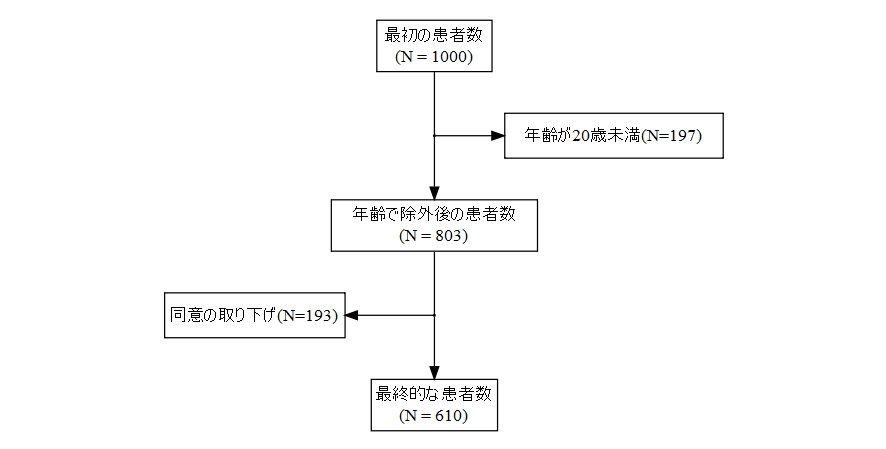 最初の患者数
(N = 1000)
年齢が20歳未満(N=197)
年齢で除外後の患者数
(N = 803)
同意の取り下げ(N=193)
最終的な患者数
(N = 610)